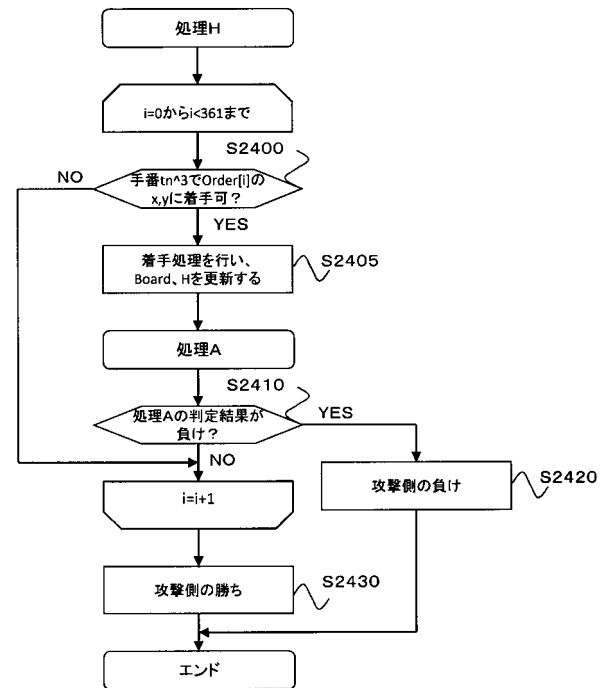 処理H
i=0からi<361まで
S2400
NO
手番tn^3でOrder[i]の
x,yに着手可？
YES
着手処理を行い、
Board、Hを更新する
S2405
処理A
S2410
処理Aの判定結果が
負け？
YES
NO
攻撃側の負け
S2420
i=i+1
攻撃側の勝ち
S2430
エンド